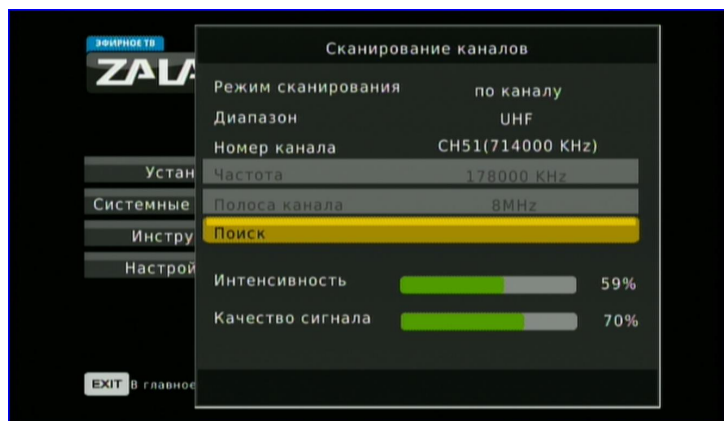 ЭФИРНОЕ ТВ
ZALA
Сканирование каналов
Режим сканирования по каналу
Диапазон UHF
Номер канала CH51(714000 KHz)
Устан Частота 178000 KHz
Системные Полоса канала 8MHz
Инстру Поиск
Настрой
Интенсивность 59%
Качество сигнала 70%
EXIT В главное